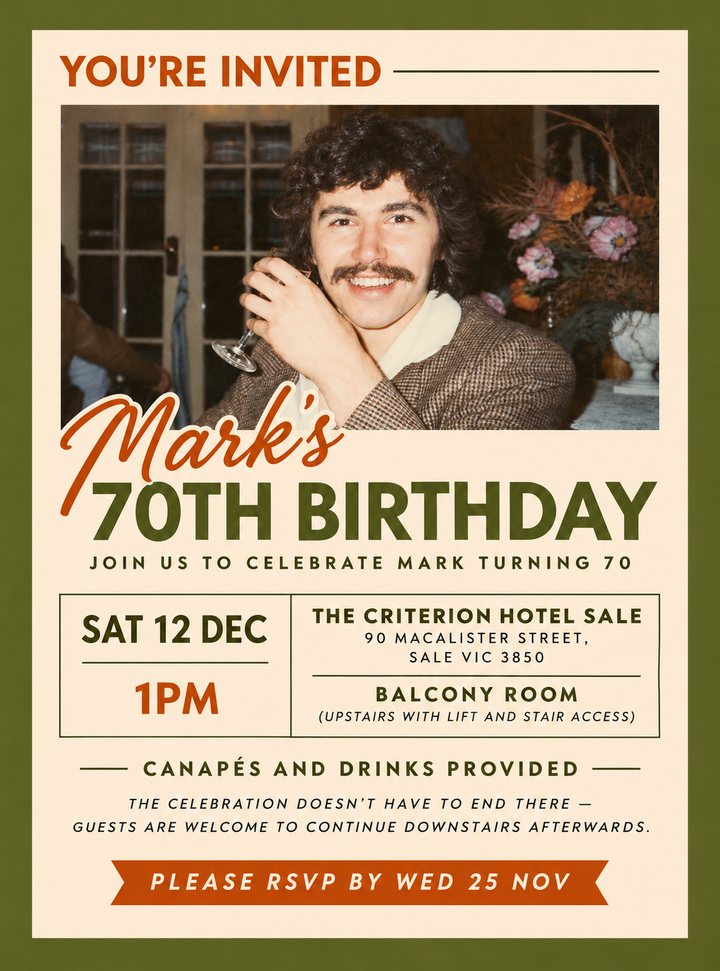 YOU'RE INVITED
Mark's
70TH BIRTHDAY
JOIN US TO CELEBRATE MARK TURNING 70
SAT 12 DEC
1PM
THE CRITERION HOTEL SALE
90 MACALISTER STREET,
SALE VIC 3850
BALCONY ROOM
(UPSTAIRS WITH LIFT AND STAIR ACCESS)
CANAPÉS AND DRINKS PROVIDED
THE CELEBRATION DOESN'T HAVE TO END THERE –
GUESTS ARE WELCOME TO CONTINUE DOWNSTAIRS AFTERWARDS.
PLEASE RSVP BY WED 25 NOV